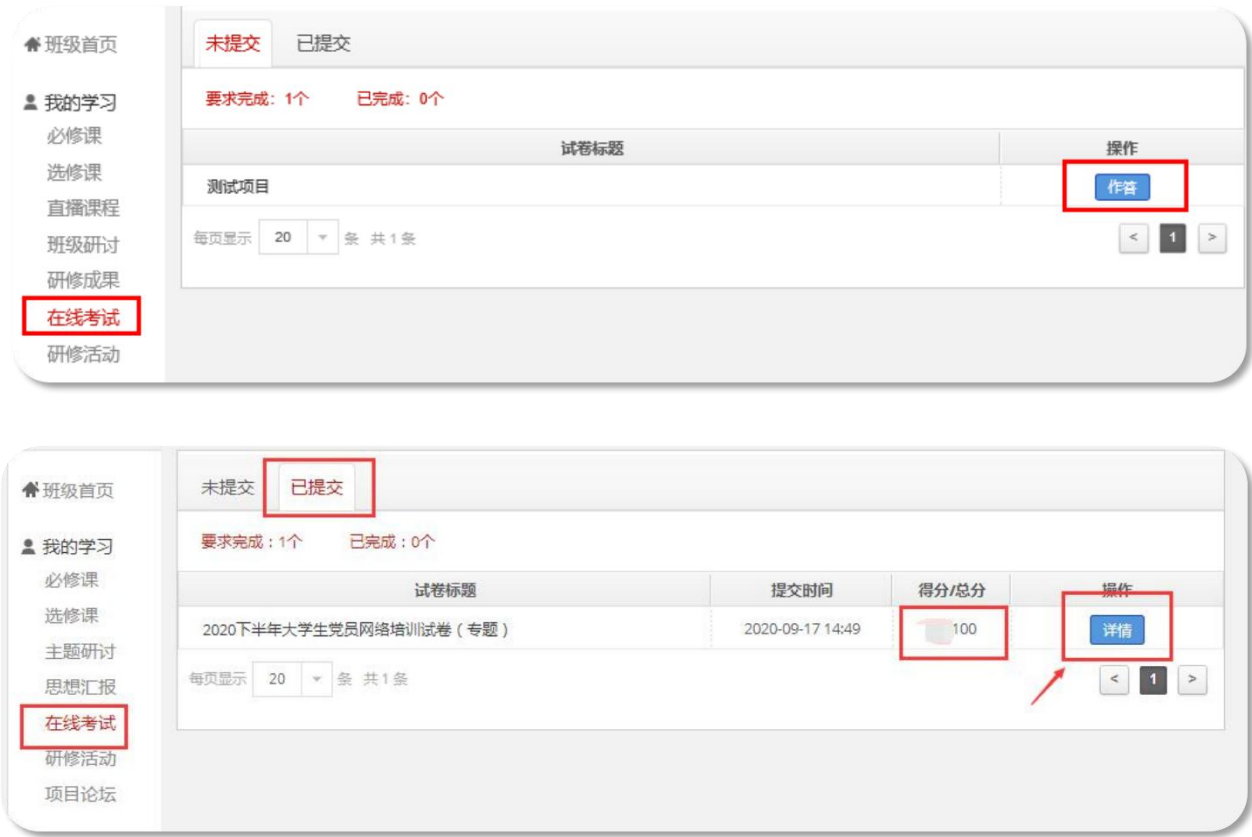 班级首页
未提交 已提交
我的学习
要求完成：1个 已完成：0个
必修课
试卷标题 操作
选修课
测试项目 作答
直播课程
班级研讨
每页显示 20 条 共1条 < 1 >
研修成果
在线考试
研修活动
班级首页
未提交 已提交
我的学习
要求完成：1个 已完成：0个
必修课
试卷标题 提交时间 得分/总分 操作
选修课
2020下半年大学生党员网络培训试卷（专题） 2020-09-17 14:49 100 详情
主题研讨
每页显示 20 条 共1条 < 1 >
思想汇报
在线考试
研修活动
项目论坛